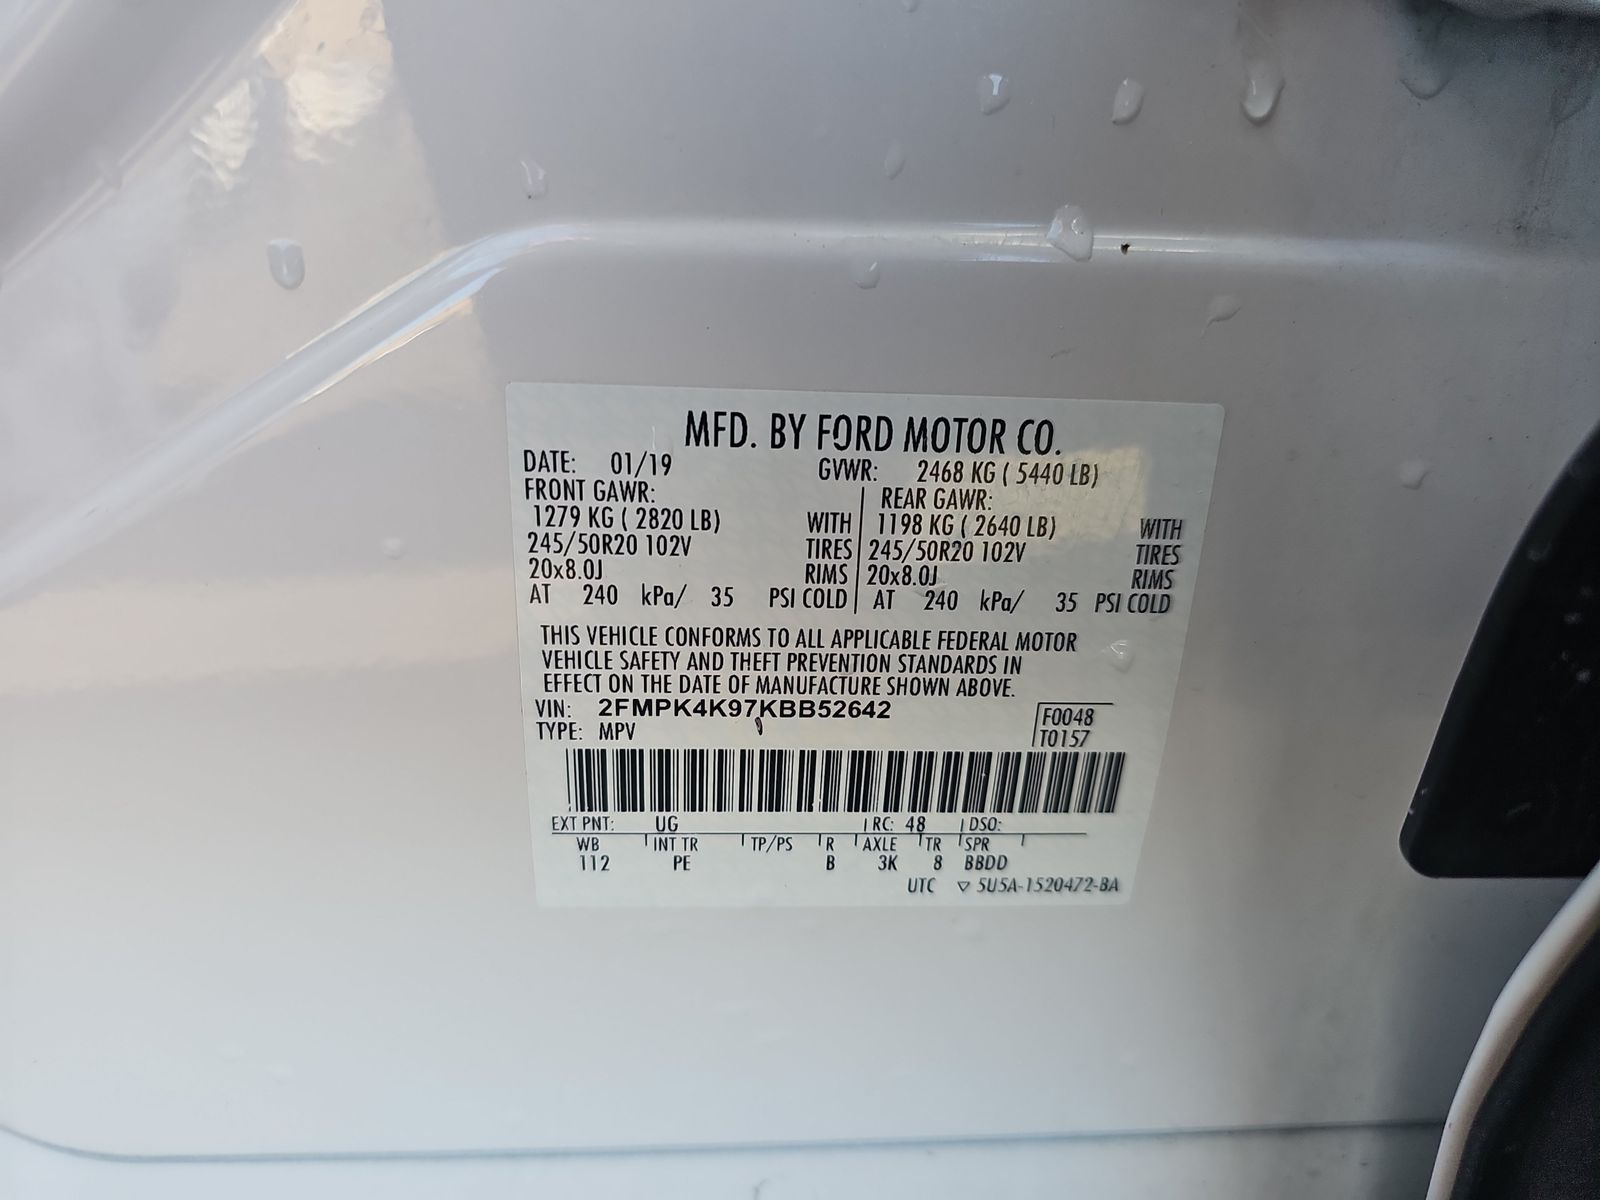 MFD. BY FORD MOTOR CO.
DATE: 01/19 GVWR: 2468 KG ( 5440 LB)
FRONT GAWR: REAR GAWR:
1279 KG ( 2820 LB) WITH 1198 KG ( 2640 LB) WITH
245/50R20 102V TIRES 245/50R20 102V TIRES
20x8.0J RIMS 20x8.0J RIMS
AT 240 kPa/ 35 PSI COLD AT 240 kPa/ 35 PSI COLD
THIS VEHICLE CONFORMS TO ALL APPLICABLE FEDERAL MOTOR
VEHICLE SAFETY AND THEFT PREVENTION STANDARDS IN
EFFECT ON THE DATE OF MANUFACTURE SHOWN ABOVE.
VIN: 2FMPK4K97KBB52642 F0048
TYPE: MPV T0157
EXT PNT: UG RC: 48 DSO:
WB INT TR TP/PS R AXLE TR SPR
112 PE B 3K 8 BBDD
UTC ▽ 5U5A-1520472-BA